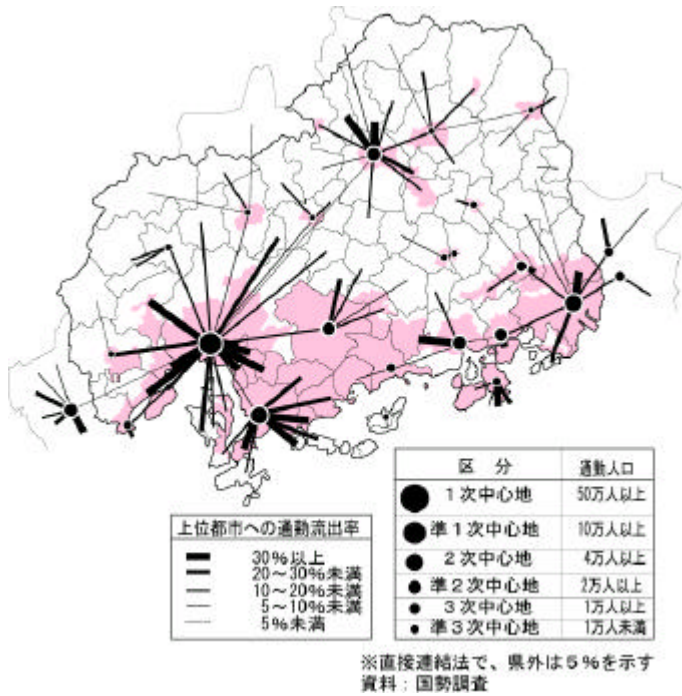 区 分 通勤人口
1次中心地 50万人以上
準1次中心地 10万人以上
2次中心地 4万人以上
準2次中心地 2万人以上
3次中心地 1万人以上
準3次中心地 1万人未満
上位都市への通勤流出率
30%以上
20~30%未満
10~20%未満
5~10%未満
5%未満
※直接連結法で、県外は5%を示す
資料:国勢調査